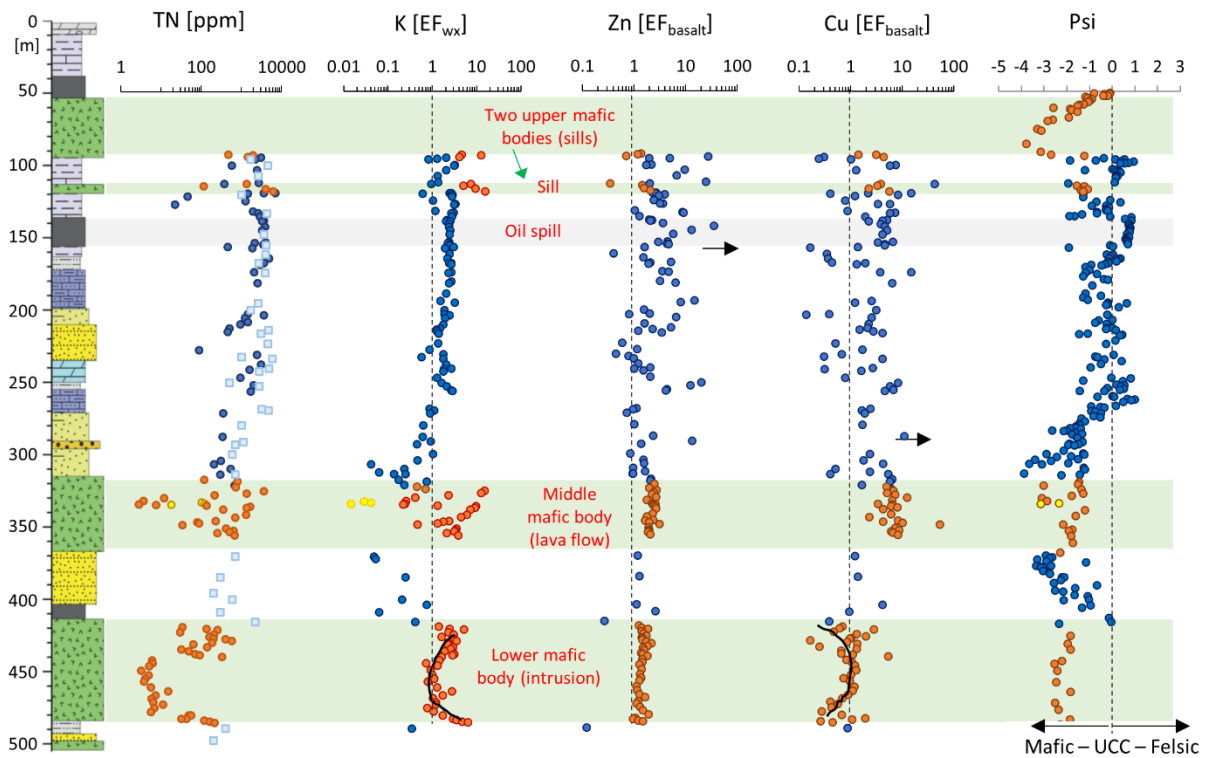 TN [ppm] K [EFwx] Zn [EFbasalt] Cu [EFbasalt] Psi
0
[m]
1 100 10000 0.01 0.1 1 10 100 0.1 1 10 100 0.1 1 10 100 -5 -4 -3 -2 -1 0 1 2 3
50
Two upper mafic
bodies (sills)
100
Sill
Oil spill
150
200
250
300
Middle
mafic body
(lava flow)
350
400
Lower mafic
body (intrusion)
450
500
Mafic – UCC – Felsic